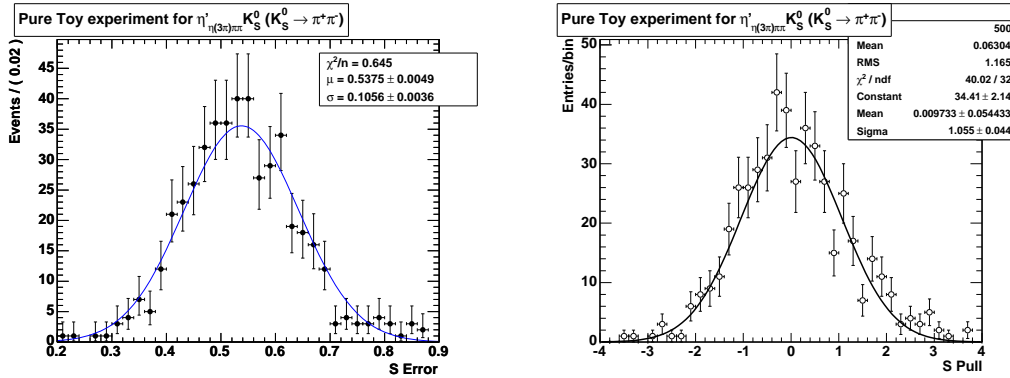 Pure Toy experiment for η'η(3π)ππ K⁰S (K⁰S → π⁺π⁻)
χ²/n = 0.645
μ = 0.5375 ± 0.0049
σ = 0.1056 ± 0.0036
Events / ( 0.02 )
45
40
35
30
25
20
15
10
5
0
0.2 0.3 0.4 0.5 0.6 0.7 0.8 0.9
S Error
Pure Toy experiment for η'η(3π)ππ K⁰S (K⁰S → π⁺π⁻)
500
Mean 0.06304
RMS 1.165
χ² / ndf 40.02 / 32
Constant 34.41 ± 2.14
Mean 0.009733 ± 0.054433
Sigma 1.055 ± 0.044
Entries/bin
50
40
30
20
10
0
-4 -3 -2 -1 0 1 2 3 4
S Pull